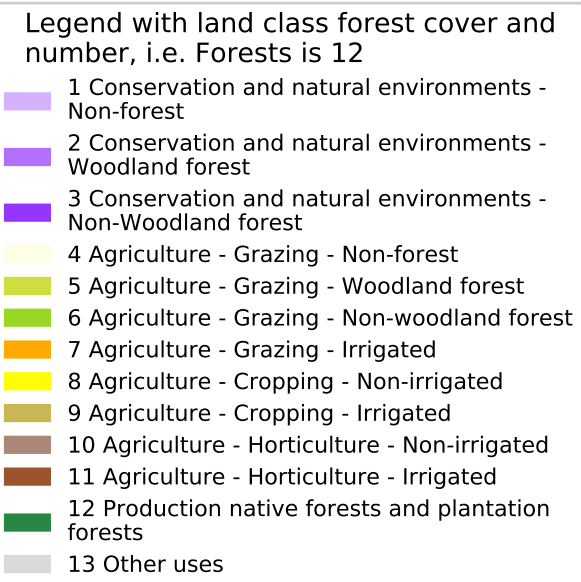 Legend with land class forest cover and
number, i.e. Forests is 12
1 Conservation and natural environments -
Non-forest
2 Conservation and natural environments -
Woodland forest
3 Conservation and natural environments -
Non-Woodland forest
4 Agriculture - Grazing - Non-forest
5 Agriculture - Grazing - Woodland forest
6 Agriculture - Grazing - Non-woodland forest
7 Agriculture - Grazing - Irrigated
8 Agriculture - Cropping - Non-irrigated
9 Agriculture - Cropping - Irrigated
10 Agriculture - Horticulture - Non-irrigated
11 Agriculture - Horticulture - Irrigated
12 Production native forests and plantation
forests
13 Other uses